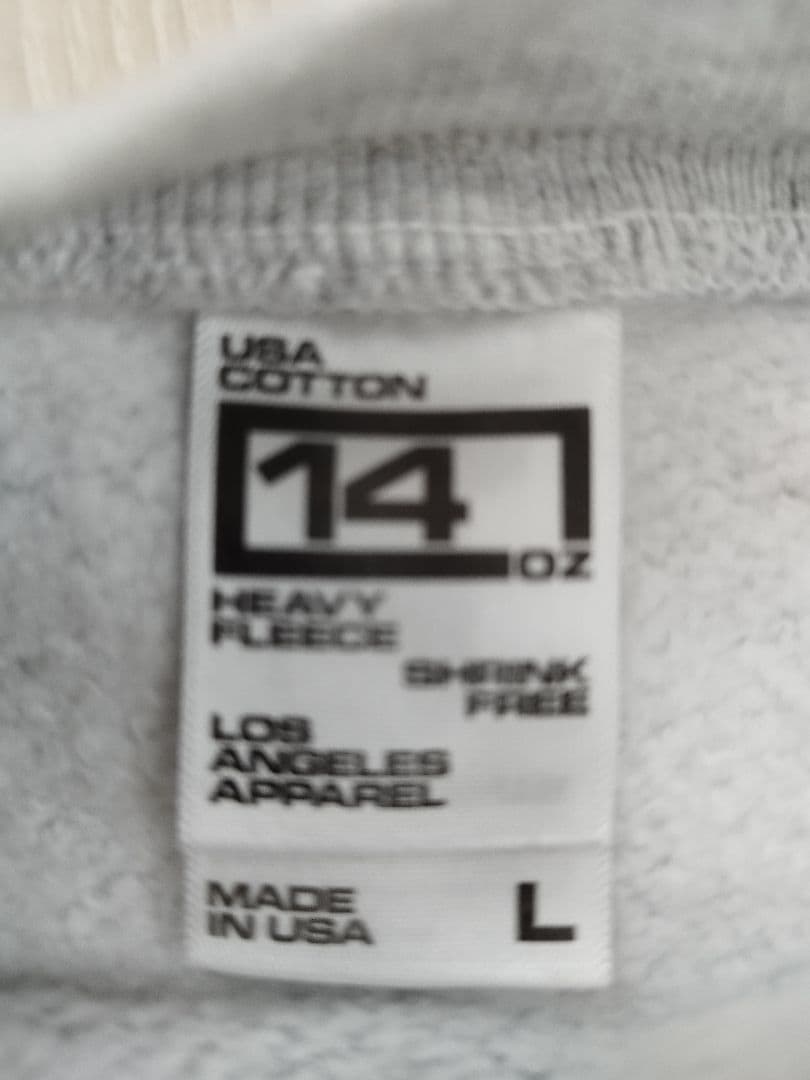 USA
COTTON
14
OZ
HEAVY
FLEECE
SHRINK
FREE
LOS
ANGELES
APPAREL
MADE
IN USA
L